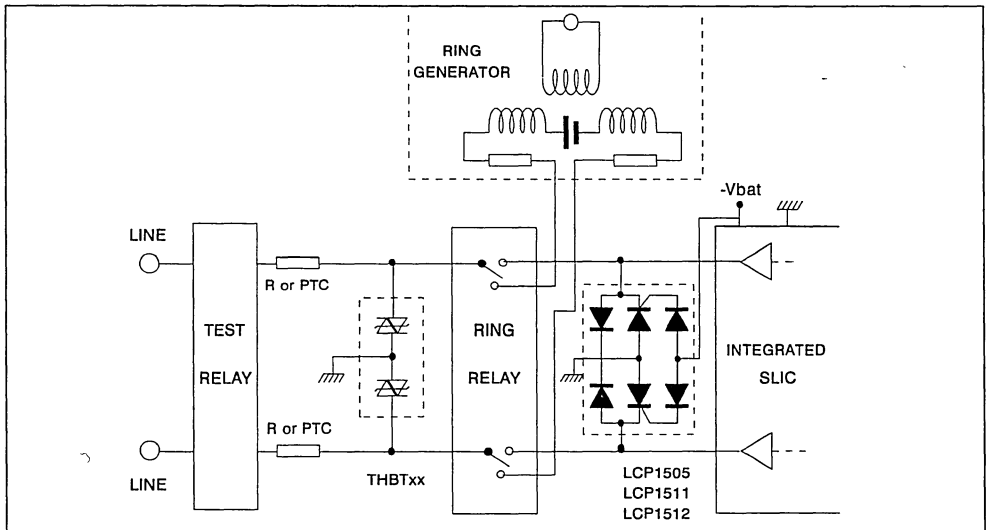 RING
GENERATOR
-Vbat
LINE
R or PTC
TEST
RELAY
RING
RELAY
INTEGRATED
SLIC
R or PTC
LINE
THBTxx
LCP1505
LCP1511
LCP1512